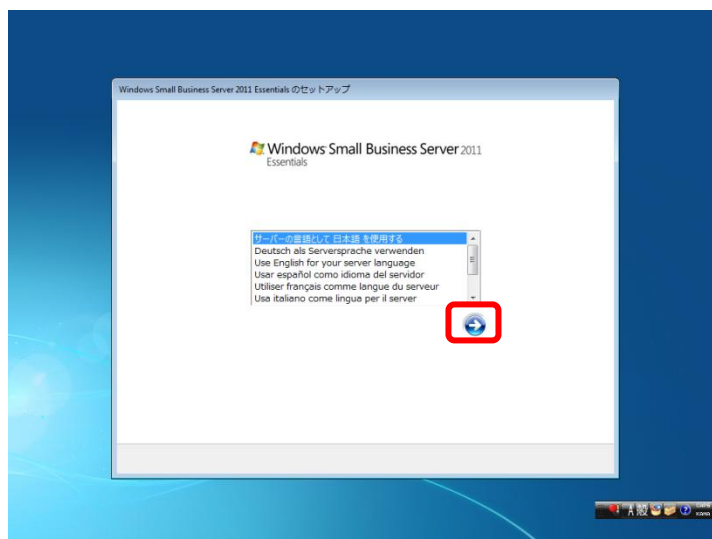 Windows Small Business Server 2011 Essentials のセットアップ
Windows Small Business Server 2011
Essentials
サーバーの言語として 日本語 を使用する
Deutsch als Serversprache verwenden
Use English for your server language
Usar español como idioma del servidor
Utiliser français comme langue du serveur
Usa italiano come lingua per il server
A 般
CAPS
KANA